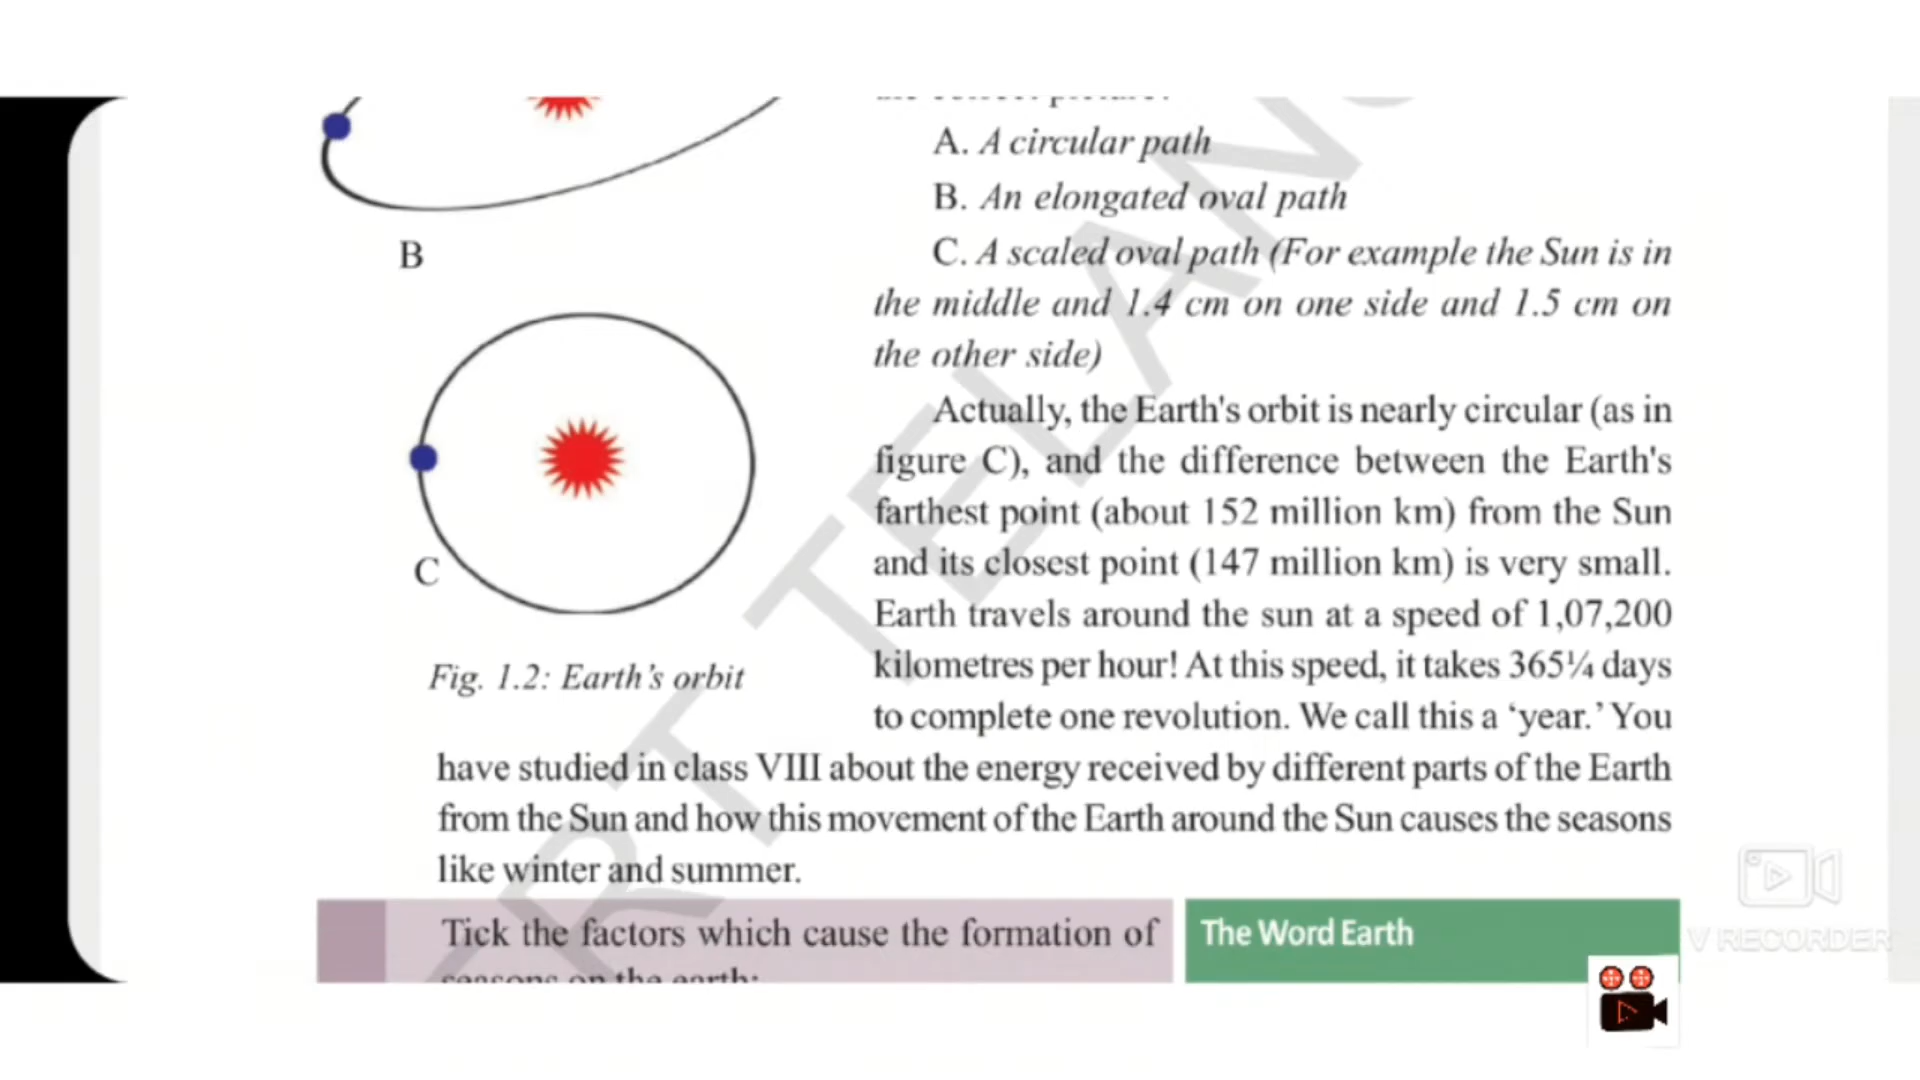 A. A circular path
B. An elongated oval path
C. A scaled oval path (For example the Sun is in
the middle and 1.4 cm on one side and 1.5 cm on
the other side)
B
C
Fig. 1.2: Earth’s orbit
Actually, the Earth's orbit is nearly circular (as in
figure C), and the difference between the Earth's
farthest point (about 152 million km) from the Sun
and its closest point (147 million km) is very small.
Earth travels around the sun at a speed of 1,07,200
kilometres per hour! At this speed, it takes 365¼ days
to complete one revolution. We call this a ‘year.’ You
have studied in class VIII about the energy received by different parts of the Earth
from the Sun and how this movement of the Earth around the Sun causes the seasons
like winter and summer.
Tick the factors which cause the formation of
seasons on the earth:
The Word Earth
V RECORDER